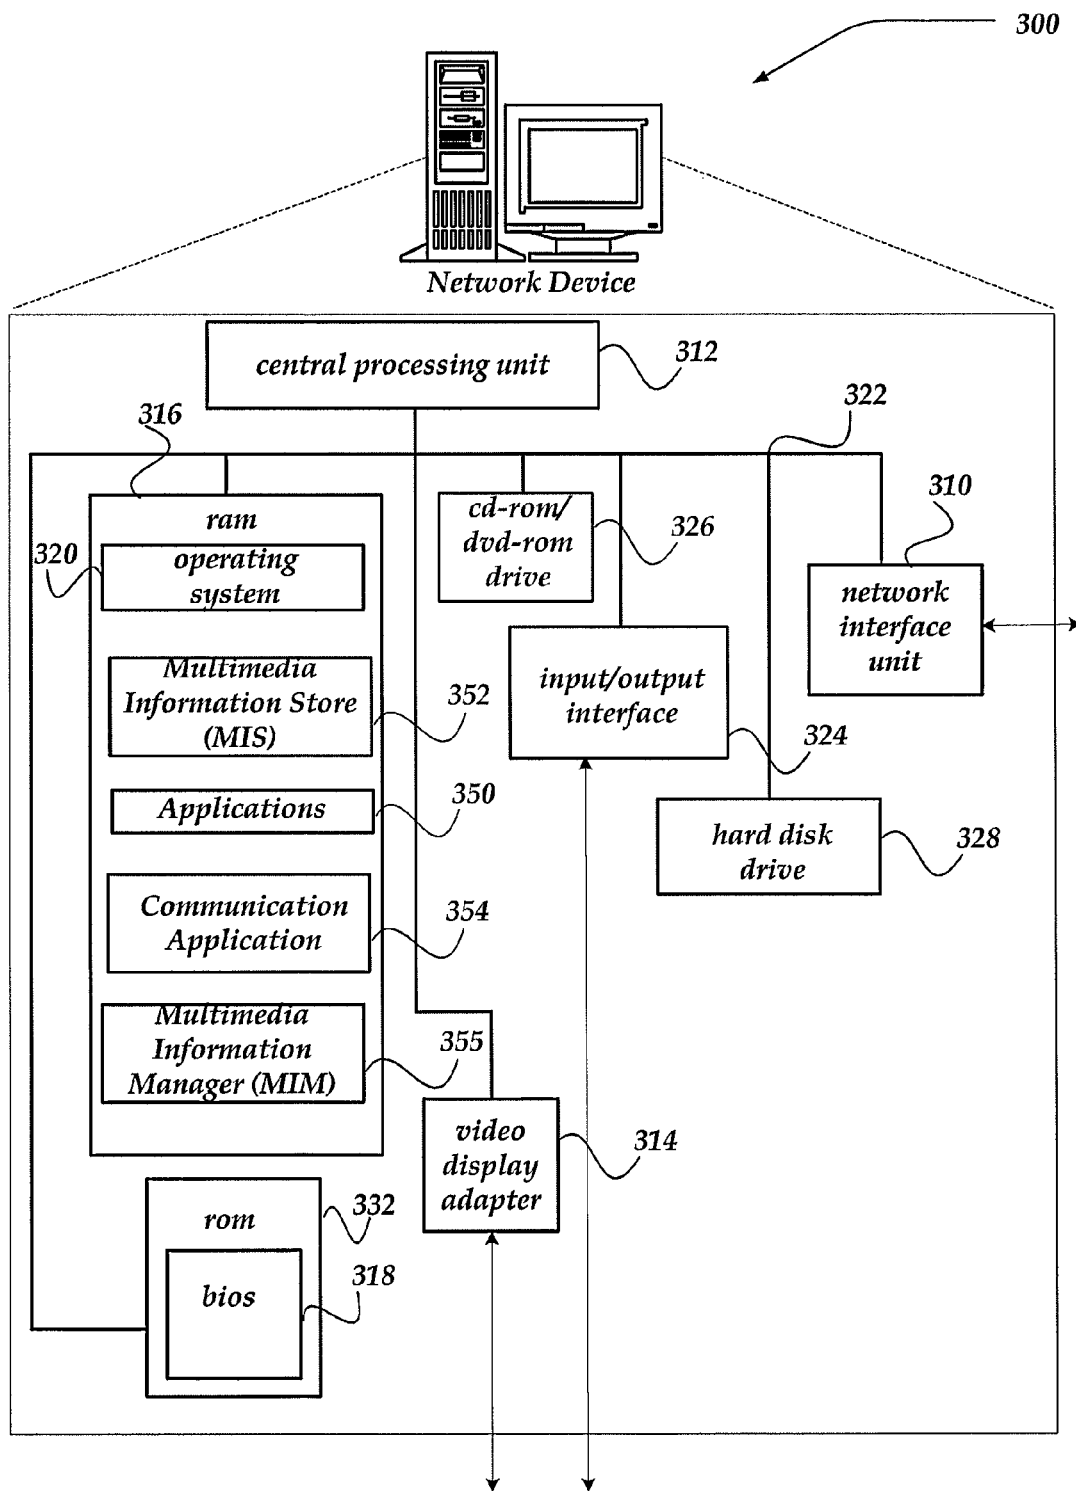 300
Network Device
central processing unit
312
316
322
310
ram
320
operating
system
cd-rom/
dvd-rom
drive
326
network
interface
unit
Multimedia
Information Store
(MIS)
352
input/output
interface
324
Applications
350
hard disk
drive
328
Communication
Application
354
Multimedia
Information
Manager (MIM)
355
video
display
adapter
314
rom
332
bios
318